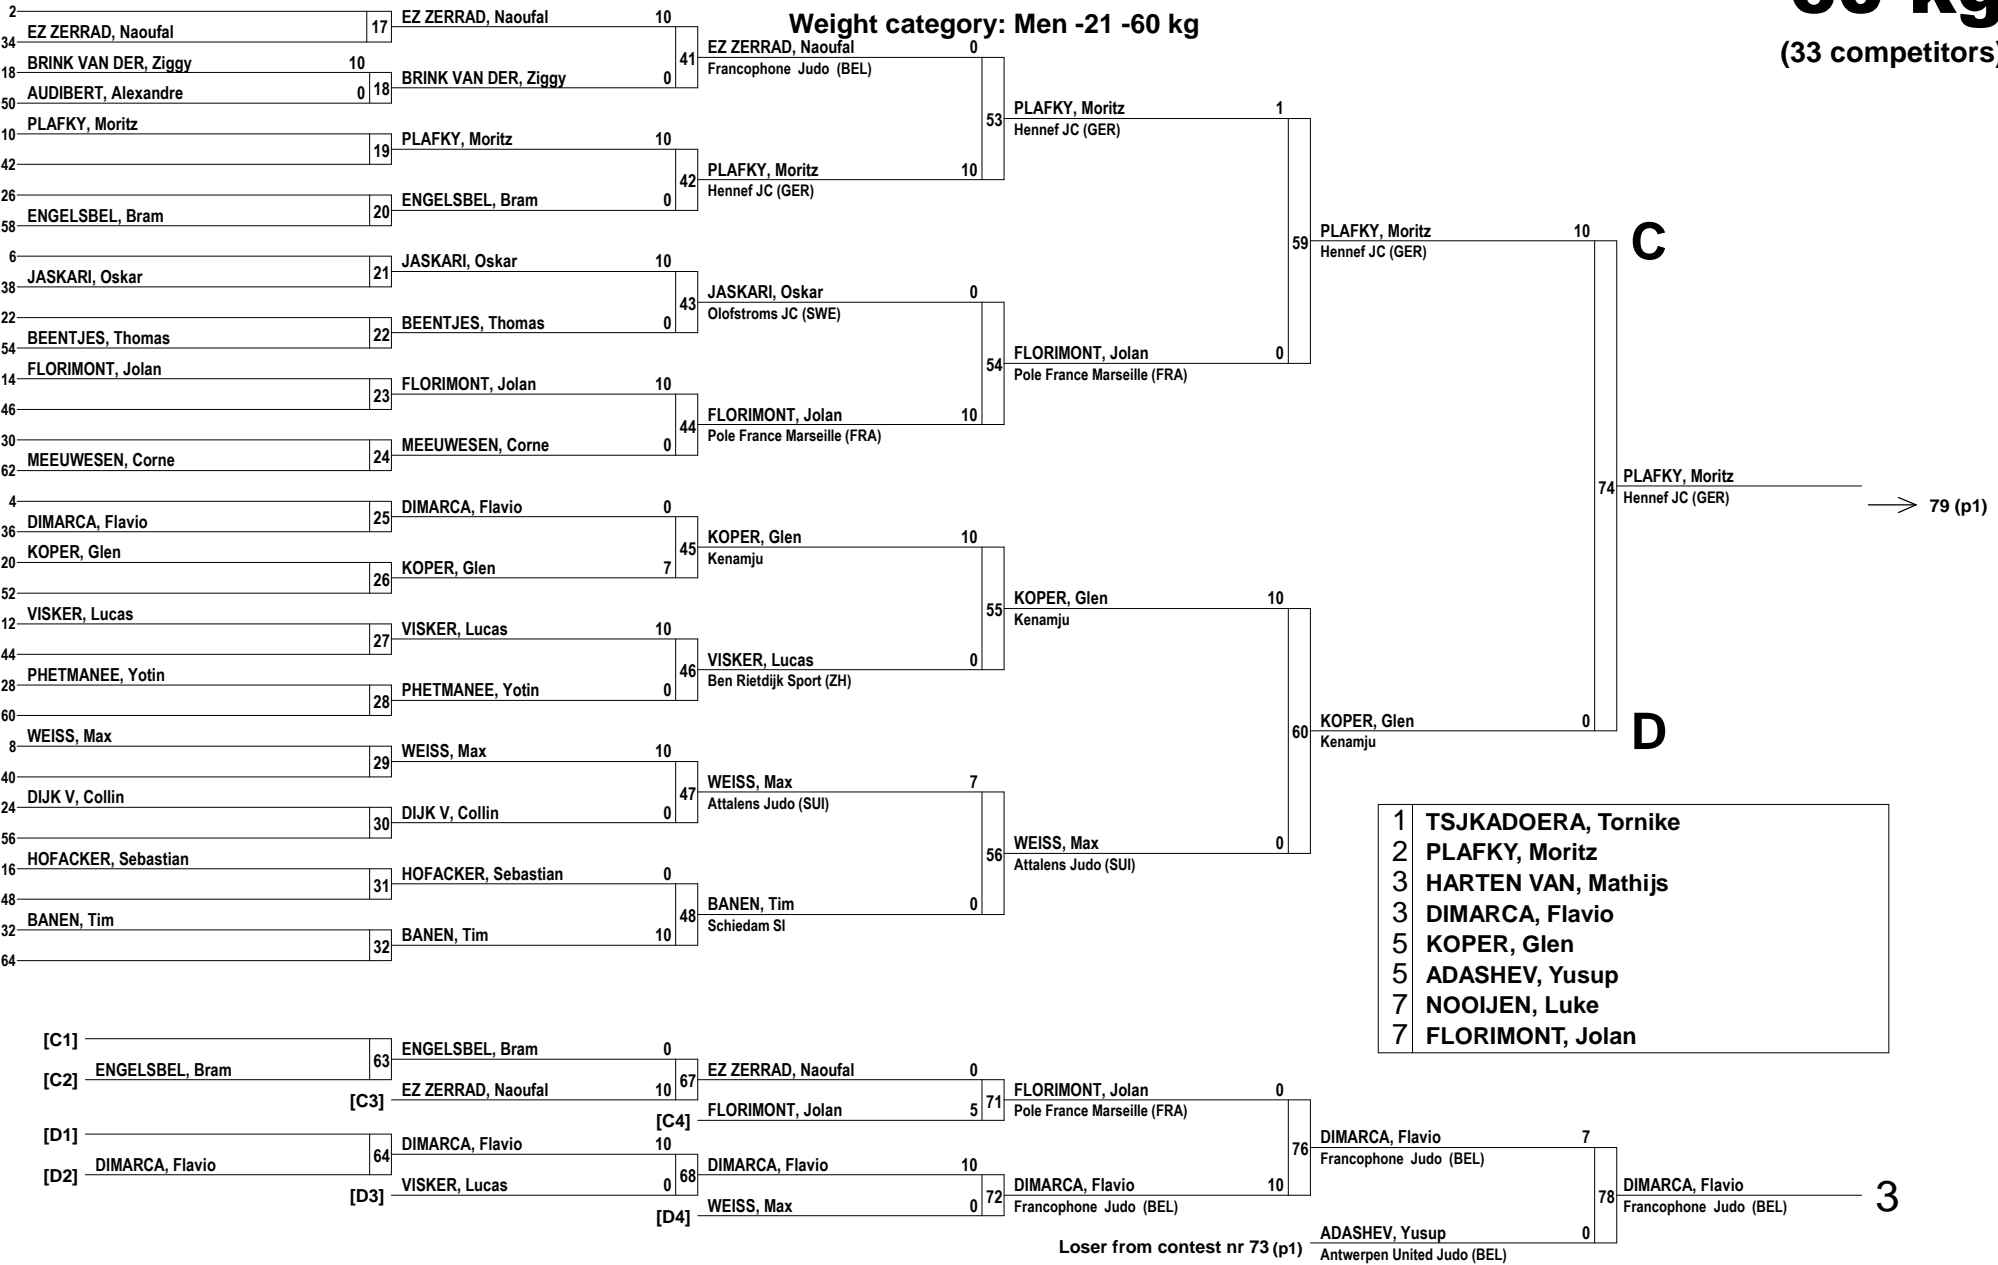 Weight category: Men -21 -60 kg
(33 competitors)
2
EZ ZERRAD, Naoufal
34
17
BRINK VAN DER, Ziggy 10
18
AUDIBERT, Alexandre 0
50
18
PLAFKY, Moritz
10
42
19
26
ENGELSBEL, Bram
58
20
6
JASKARI, Oskar
38
21
22
BEENTJES, Thomas
54
22
FLORIMONT, Jolan
14
46
23
30
MEEUWESEN, Corne
62
24
4
DIMARCA, Flavio
36
25
KOPER, Glen
20
52
26
VISKER, Lucas
12
44
27
PHETMANEE, Yotin
28
60
28
WEISS, Max
8
40
29
DIJK V, Collin
24
56
30
HOFACKER, Sebastian
16
48
31
BANEN, Tim
32
64
32
EZ ZERRAD, Naoufal 10
41
BRINK VAN DER, Ziggy 0
PLAFKY, Moritz 10
42
ENGELSBEL, Bram 0
JASKARI, Oskar 10
43
BEENTJES, Thomas 0
FLORIMONT, Jolan 10
44
MEEUWESEN, Corne 0
DIMARCA, Flavio 0
45
KOPER, Glen 7
VISKER, Lucas 10
46
PHETMANEE, Yotin 0
WEISS, Max 10
47
DIJK V, Collin 0
HOFACKER, Sebastian 0
48
BANEN, Tim 10
EZ ZERRAD, Naoufal 0
Francophone Judo (BEL)
53
PLAFKY, Moritz 10
Hennef JC (GER)
JASKARI, Oskar 0
Olofstroms JC (SWE)
54
FLORIMONT, Jolan 10
Pole France Marseille (FRA)
KOPER, Glen 10
Kenamju
55
VISKER, Lucas 0
Ben Rietdijk Sport (ZH)
WEISS, Max 7
Attalens Judo (SUI)
56
BANEN, Tim 0
Schiedam SI
PLAFKY, Moritz 1
Hennef JC (GER)
59
FLORIMONT, Jolan 0
Pole France Marseille (FRA)
KOPER, Glen 10
Kenamju
60
WEISS, Max 0
Attalens Judo (SUI)
PLAFKY, Moritz 10
Hennef JC (GER)
C
74
KOPER, Glen 0
Kenamju
D
PLAFKY, Moritz
Hennef JC (GER)
79 (p1)
1 TSJKADOERA, Tornike
2 PLAFKY, Moritz
3 HARTEN VAN, Mathijs
3 DIMARCA, Flavio
5 KOPER, Glen
5 ADASHEV, Yusup
7 NOOIJEN, Luke
7 FLORIMONT, Jolan
[C1]
[C2] ENGELSBEL, Bram
63
ENGELSBEL, Bram 0
[C3] EZ ZERRAD, Naoufal 10
67
EZ ZERRAD, Naoufal 0
[C4] FLORIMONT, Jolan 5
71
FLORIMONT, Jolan 0
Pole France Marseille (FRA)
[D1]
[D2] DIMARCA, Flavio
64
DIMARCA, Flavio 10
[D3] VISKER, Lucas 0
68
DIMARCA, Flavio 10
[D4] WEISS, Max 0
72
DIMARCA, Flavio 10
Francophone Judo (BEL)
76
DIMARCA, Flavio 7
Francophone Judo (BEL)
Loser from contest nr 73 (p1)
ADASHEV, Yusup 0
Antwerpen United Judo (BEL)
78
DIMARCA, Flavio
Francophone Judo (BEL)
3